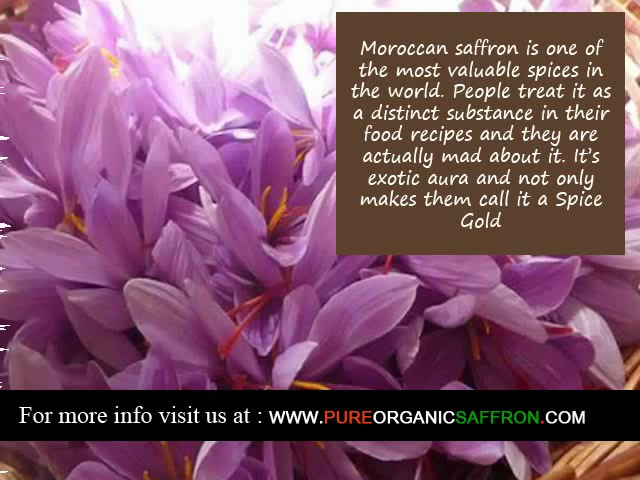 Moroccan saffron is one of
the most valuable spices in
the world. People treat it as
a distinct substance in their
food recipes and they are
actually mad about it. It's
exotic aura and not only
makes them call it a Spice
Gold
For more info visit us at : WWW.PUREORGANICSAFFRON.COM